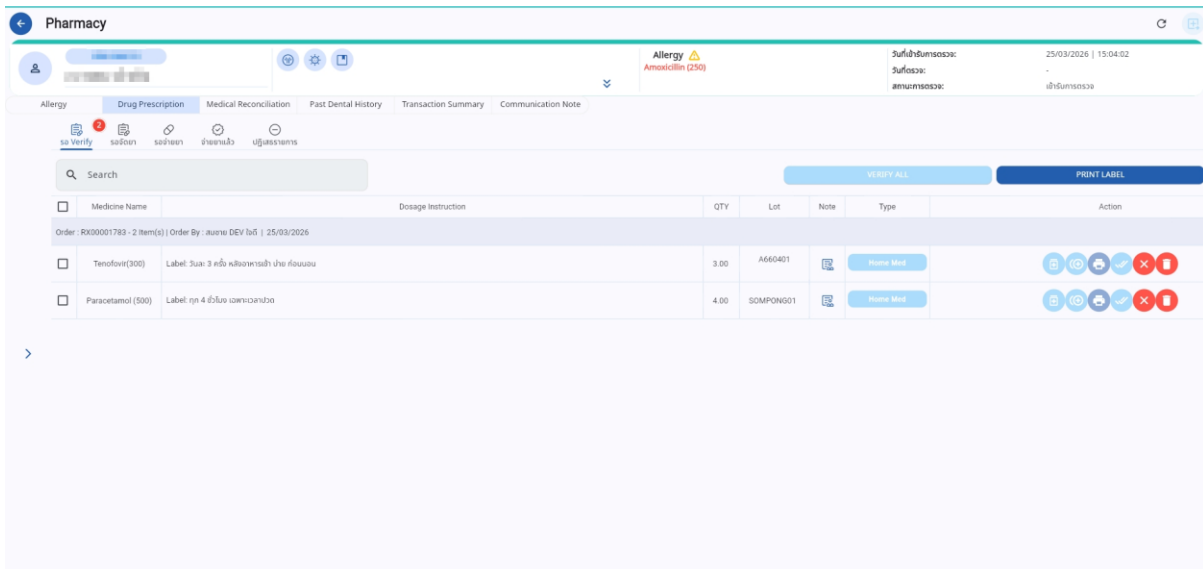 Pharmacy
Allergy
Amoxicillin (250)
วันที่เข้ารับการตรวจ: 25/03/2026 | 15:04:02
วันที่ตรวจ: -
สถานะการตรวจ: เข้ารับการตรวจ
Allergy Drug Prescription Medical Reconciliation Past Dental History Transaction Summary Communication Note
2
รอ Verify รอจัดยา รอจ่ายยา จ่ายยาแล้ว ปฏิเสธรายการ
Search VERIFY ALL PRINT LABEL
Medicine Name Dosage Instruction QTY Lot Note Type Action
Order : RX00001783 - 2 Item(s) | Order By : สมชาย DEV ใจดี | 25/03/2026
Tenofovir(300) Label: วันละ 3 ครั้ง หลังอาหารเช้า บ่าย ก่อนนอน 3.00 A660401 Home Med
Paracetamol (500) Label: ทุก 4 ชั่วโมง เฉพาะเวลาปวด 4.00 SOMPONG01 Home Med